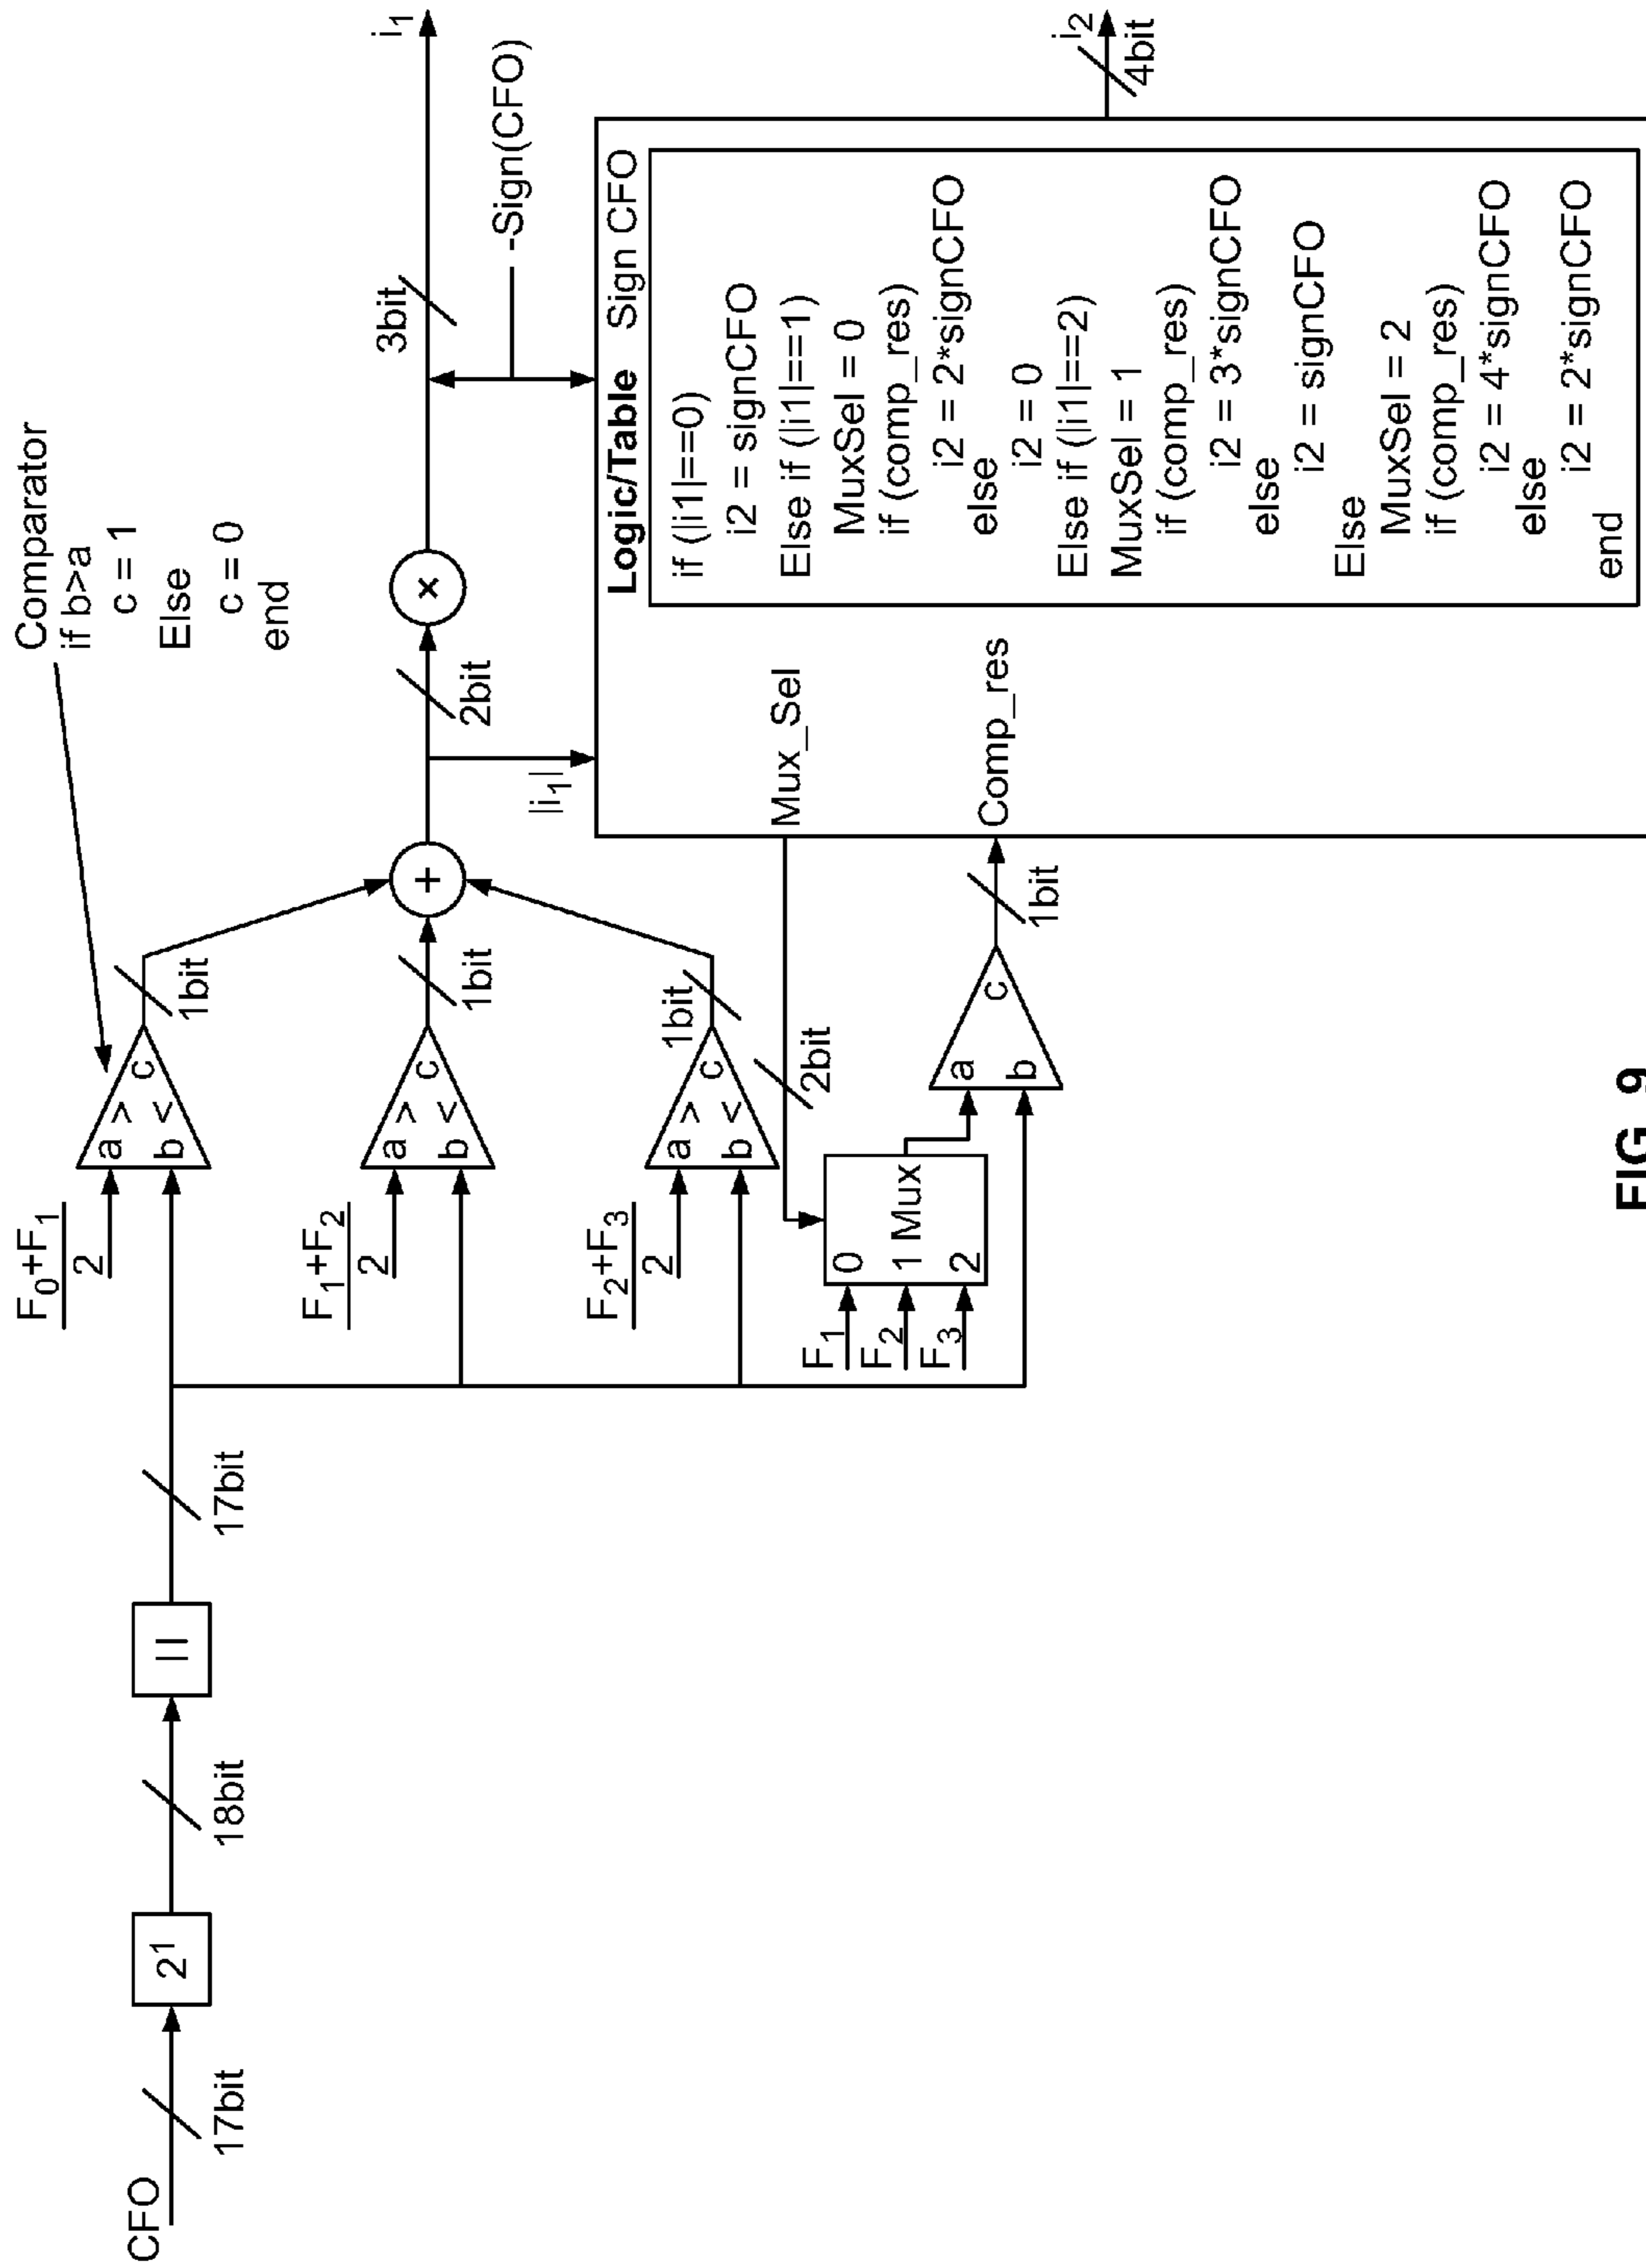 CFO
17bit
2¹
18bit
||
17bit
F₀+F₁
2
a >
b <
c
1bit
Comparator
if b>a
c = 1
Else
c = 0
end
F₁+F₂
2
a >
b <
c
1bit
F₂+F₃
2
a >
b <
c
1bit
+
2bit
×
3bit
i₁
|i₁|
-Sign(CFO)
2bit
F₁
F₂
F₃
0
1 Mux
2
a
b
c
1bit
Mux_Sel
Comp_res
Logic/Table Sign CFO
if (|i1|==0)
i2 = signCFO
Else if (|i1|==1)
MuxSel = 0
if (comp_res)
i2 = 2*signCFO
else
i2 = 0
Else if (|i1|==2)
MuxSel = 1
if (comp_res)
i2 = 3*signCFO
else
i2 = signCFO
Else
MuxSel = 2
if (comp_res)
i2 = 4*signCFO
else
i2 = 2*signCFO
end
i₂
4bit
FIG. 9